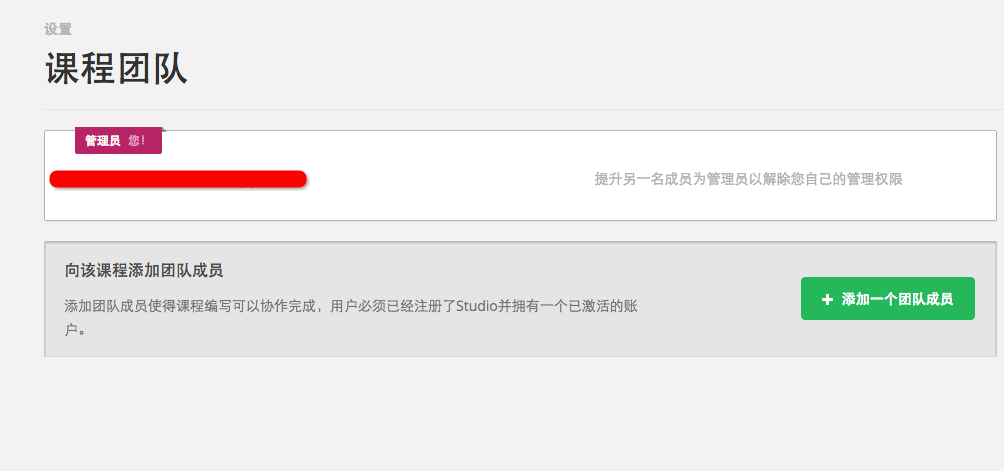 设置
课程团队
管理员 您!
提升另一名成员为管理员以解除您自己的管理权限
向该课程添加团队成员
添加团队成员使得课程编写可以协作完成，用户必须已经注册了Studio并拥有一个已激活的账
户。
+ 添加一个团队成员